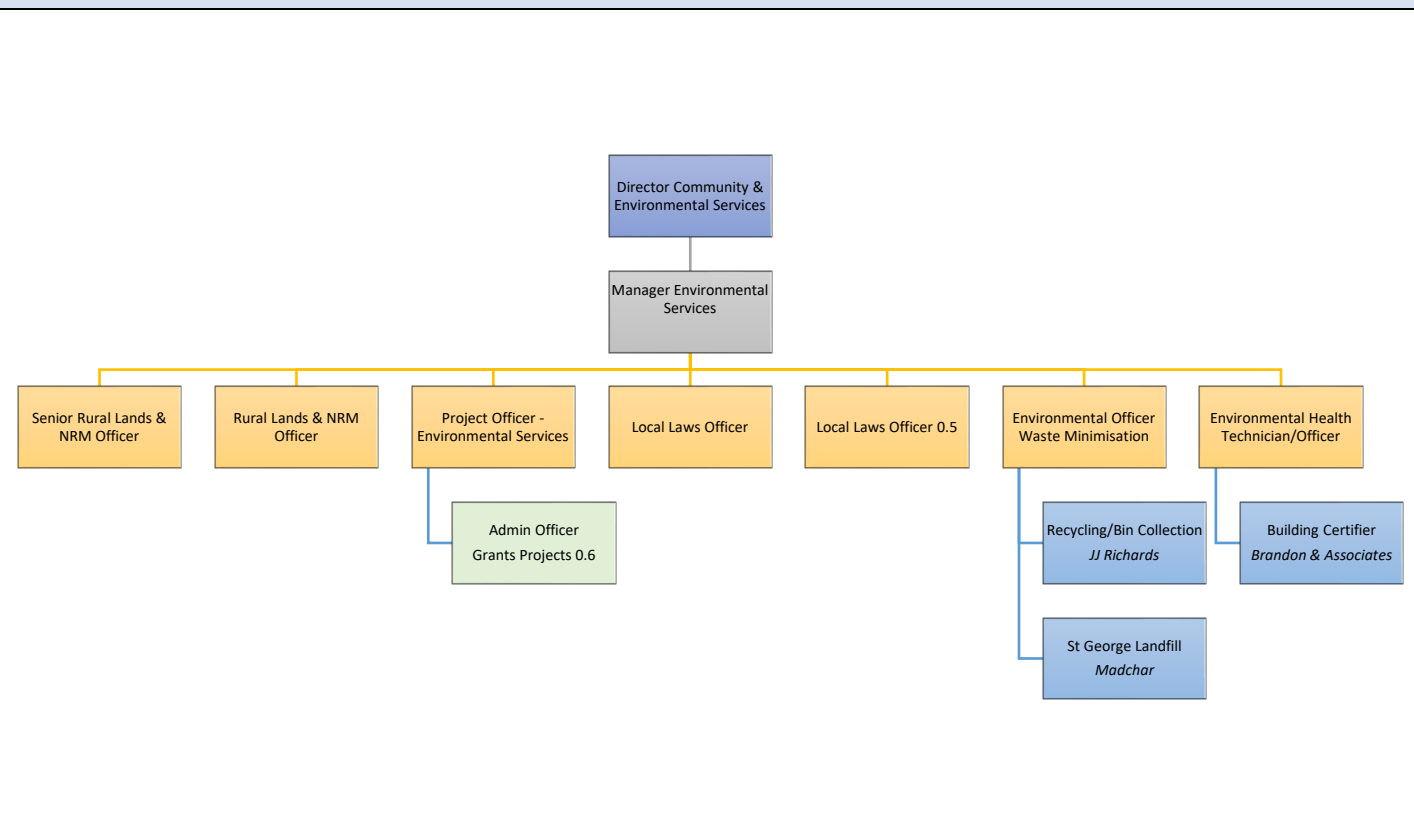 Director Community &
Environmental Services
Manager Environmental
Services
Senior Rural Lands &
NRM Officer
Rural Lands & NRM
Officer
Project Officer -
Environmental Services
Local Laws Officer
Local Laws Officer 0.5
Environmental Officer
Waste Minimisation
Environmental Health
Technician/Officer
Admin Officer
Grants Projects 0.6
Recycling/Bin Collection
JJ Richards
Building Certifier
Brandon & Associates
St George Landfill
Madchar